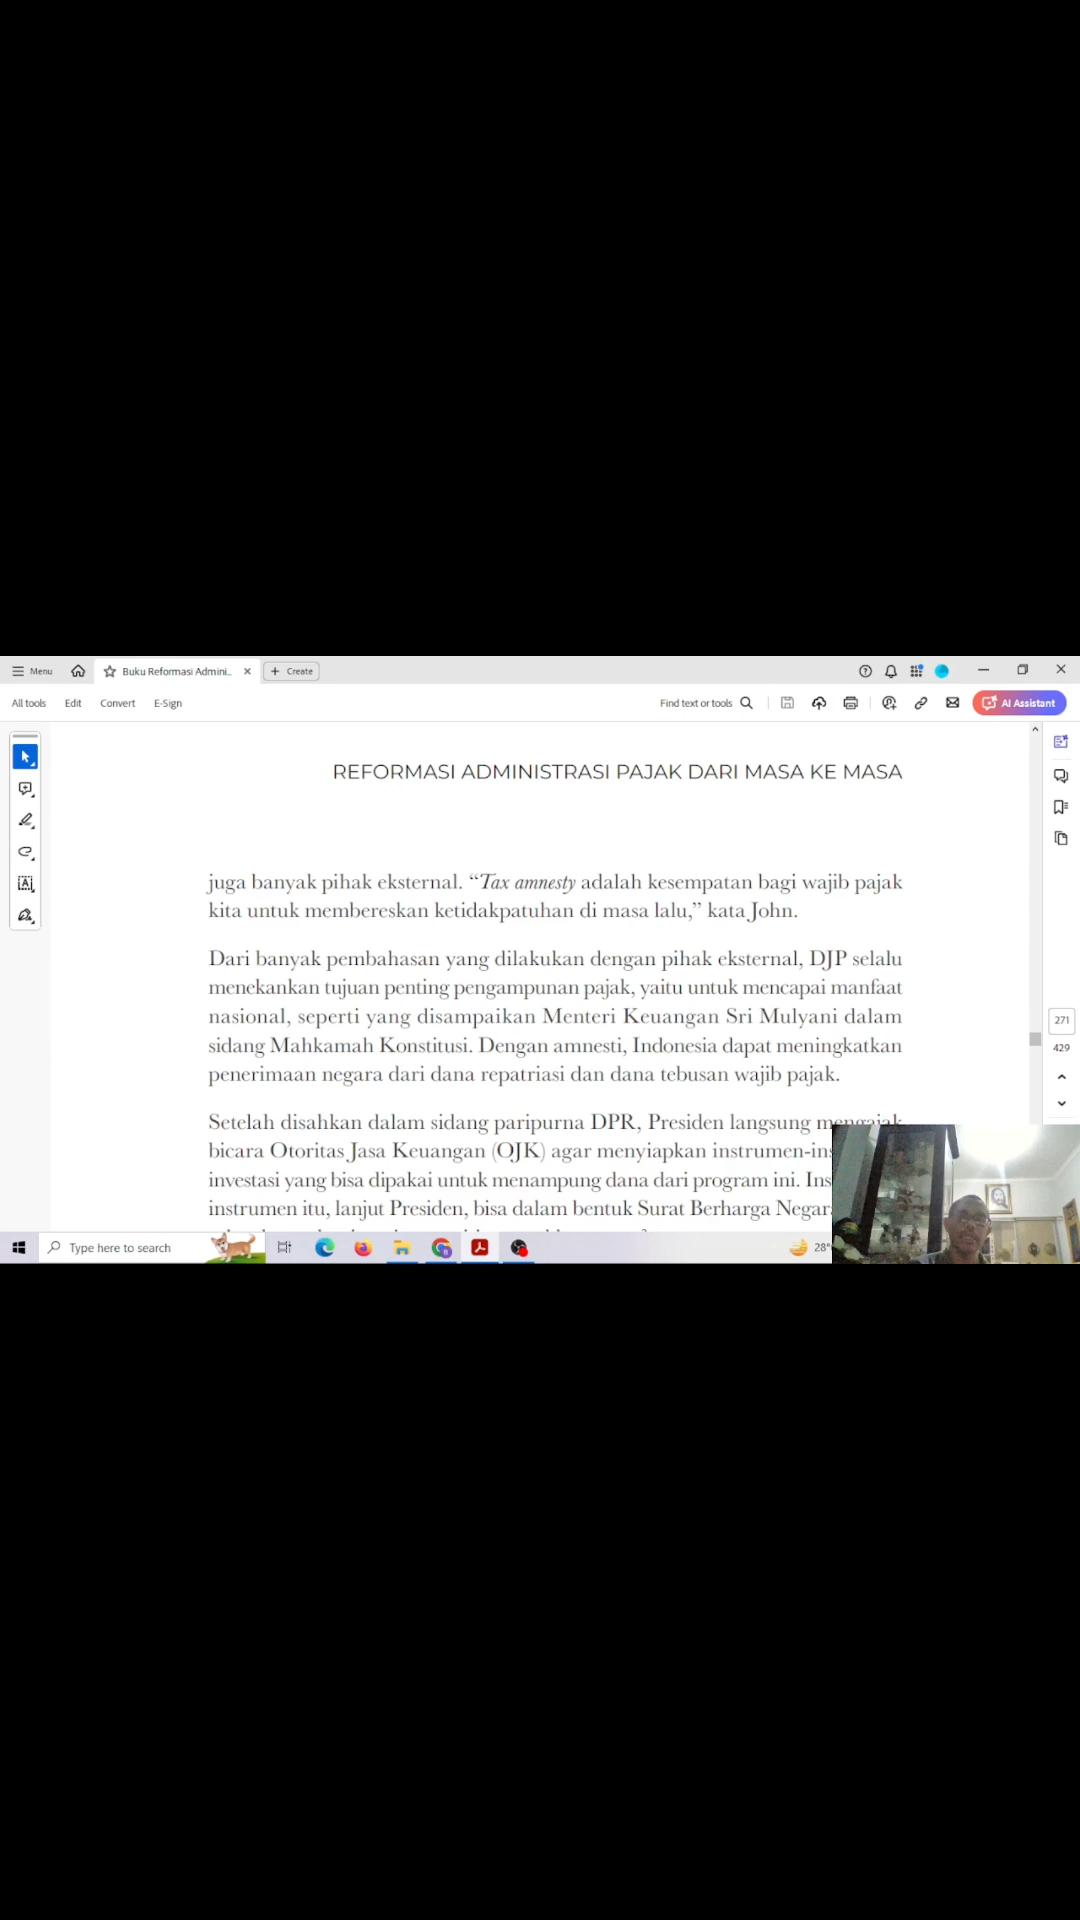 Menu
Buku Reformasi Admini..
Create
All tools
Edit
Convert
E-Sign
Find text or tools
AI Assistant
REFORMASI ADMINISTRASI PAJAK DARI MASA KE MASA
juga banyak pihak eksternal. “Tax amnesty adalah kesempatan bagi wajib pajak
kita untuk membereskan ketidakpatuhan di masa lalu,” kata John.
Dari banyak pembahasan yang dilakukan dengan pihak eksternal, DJP selalu
menekankan tujuan penting pengampunan pajak, yaitu untuk mencapai manfaat
nasional, seperti yang disampaikan Menteri Keuangan Sri Mulyani dalam
sidang Mahkamah Konstitusi. Dengan amnesti, Indonesia dapat meningkatkan
penerimaan negara dari dana repatriasi dan dana tebusan wajib pajak.
Setelah disahkan dalam sidang paripurna DPR, Presiden langsung mengajak
bicara Otoritas Jasa Keuangan (OJK) agar menyiapkan
investasi yang bisa dipakai untuk menampung dana dari program ini.
instrumen itu, lanjut Presiden, bisa dalam bentuk Surat Berharga
271
429
Type here to search
28°